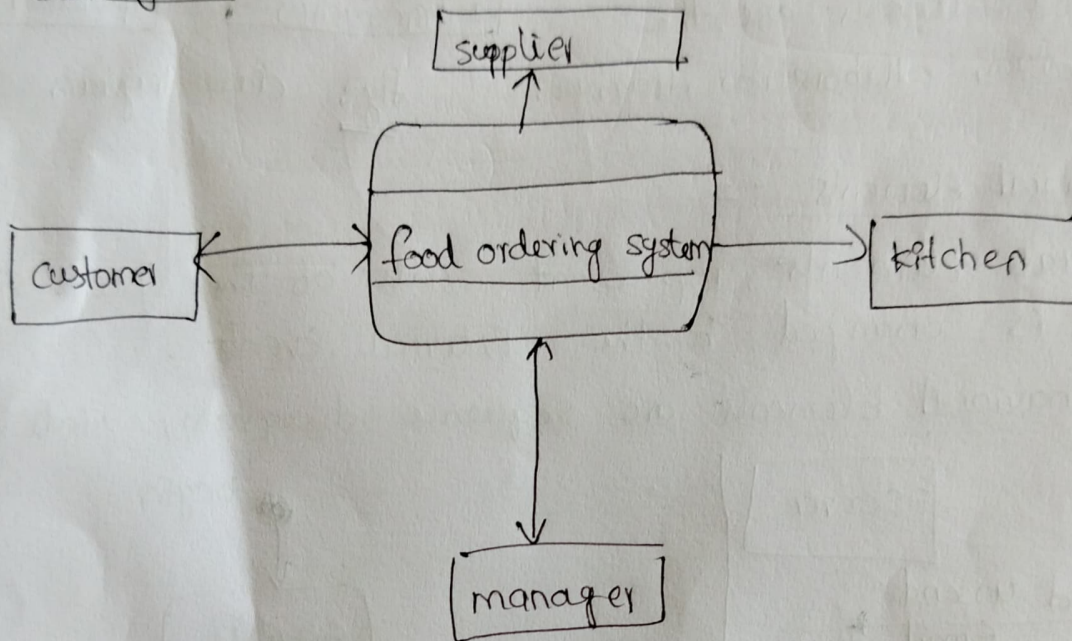 supplier
food ordering system
customer
kitchen
manager